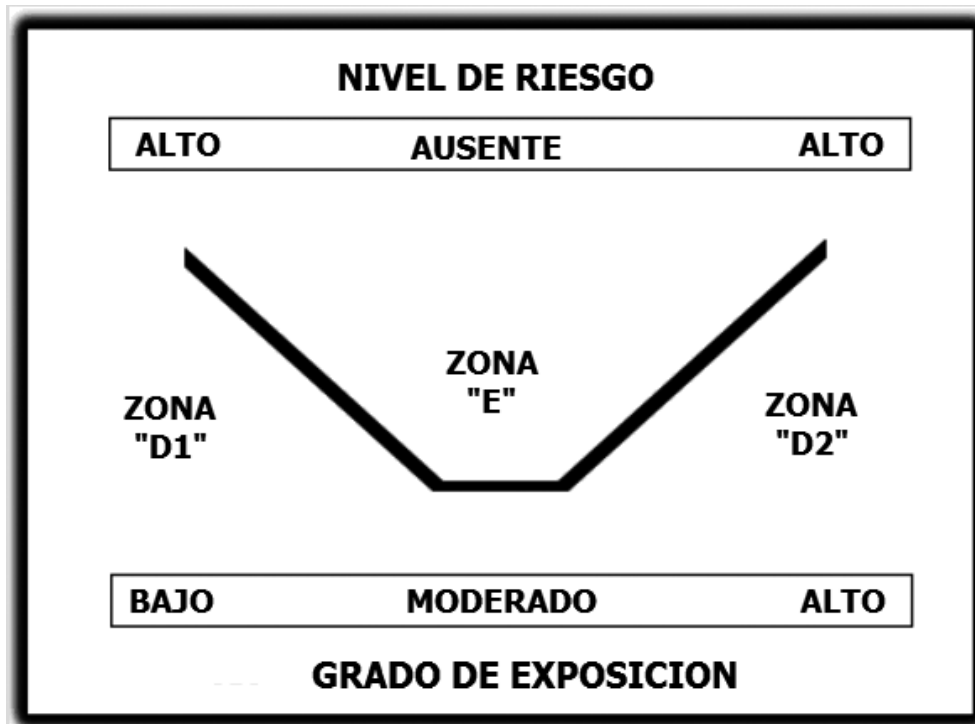 NIVEL DE RIESGO
ALTO AUSENTE ALTO
ZONA
"E"
ZONA
"D1"
ZONA
"D2"
BAJO MODERADO ALTO
GRADO DE EXPOSICION